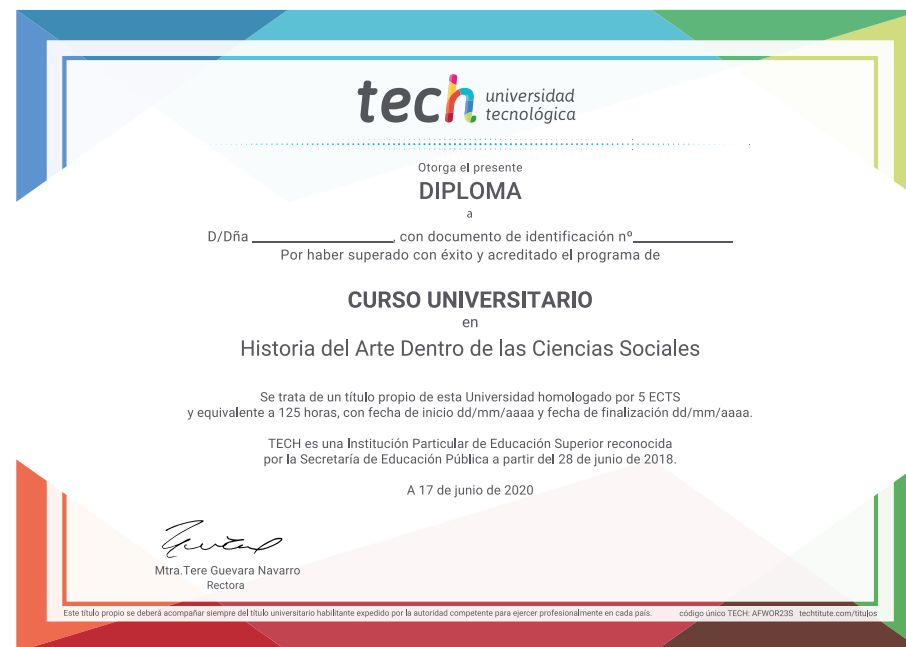 tech universidad
tecnológica
Otorga el presente
DIPLOMA
a
D/Dña ____________________, con documento de identificación nº______________
Por haber superado con éxito y acreditado el programa de
CURSO UNIVERSITARIO
en
Historia del Arte Dentro de las Ciencias Sociales
Se trata de un título propio de esta Universidad homologado por 5 ECTS
y equivalente a 125 horas, con fecha de inicio dd/mm/aaaa y fecha de finalización dd/mm/aaaa.
TECH es una Institución Particular de Educación Superior reconocida
por la Secretaría de Educación Pública a partir del 28 de junio de 2018.
A 17 de junio de 2020
Mtra.Tere Guevara Navarro
Rectora
Este título propio se deberá acompañar siempre del título universitario habilitante expedido por la autoridad competente para ejercer profesionalmente en cada país. código único TECH: AFWOR23S techtitute.com/titulos